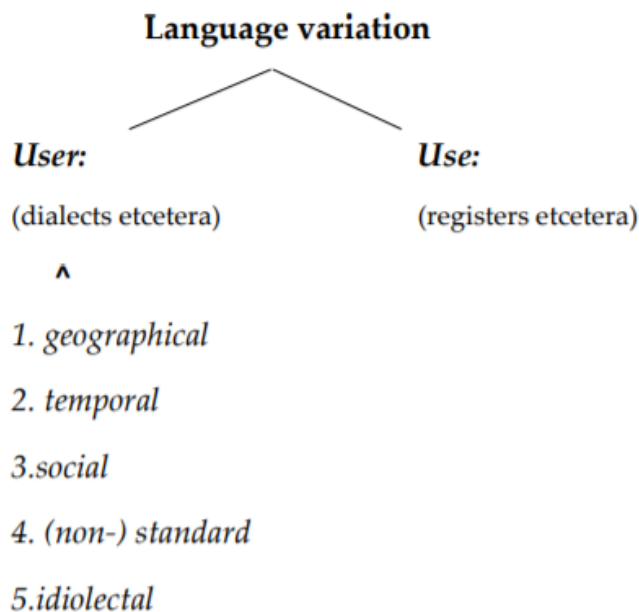 Language variation
User:
Use:
(dialects etcetera)
(registers etcetera)
^
1. geographical
2. temporal
3.social
4. (non-) standard
5.idiolectal